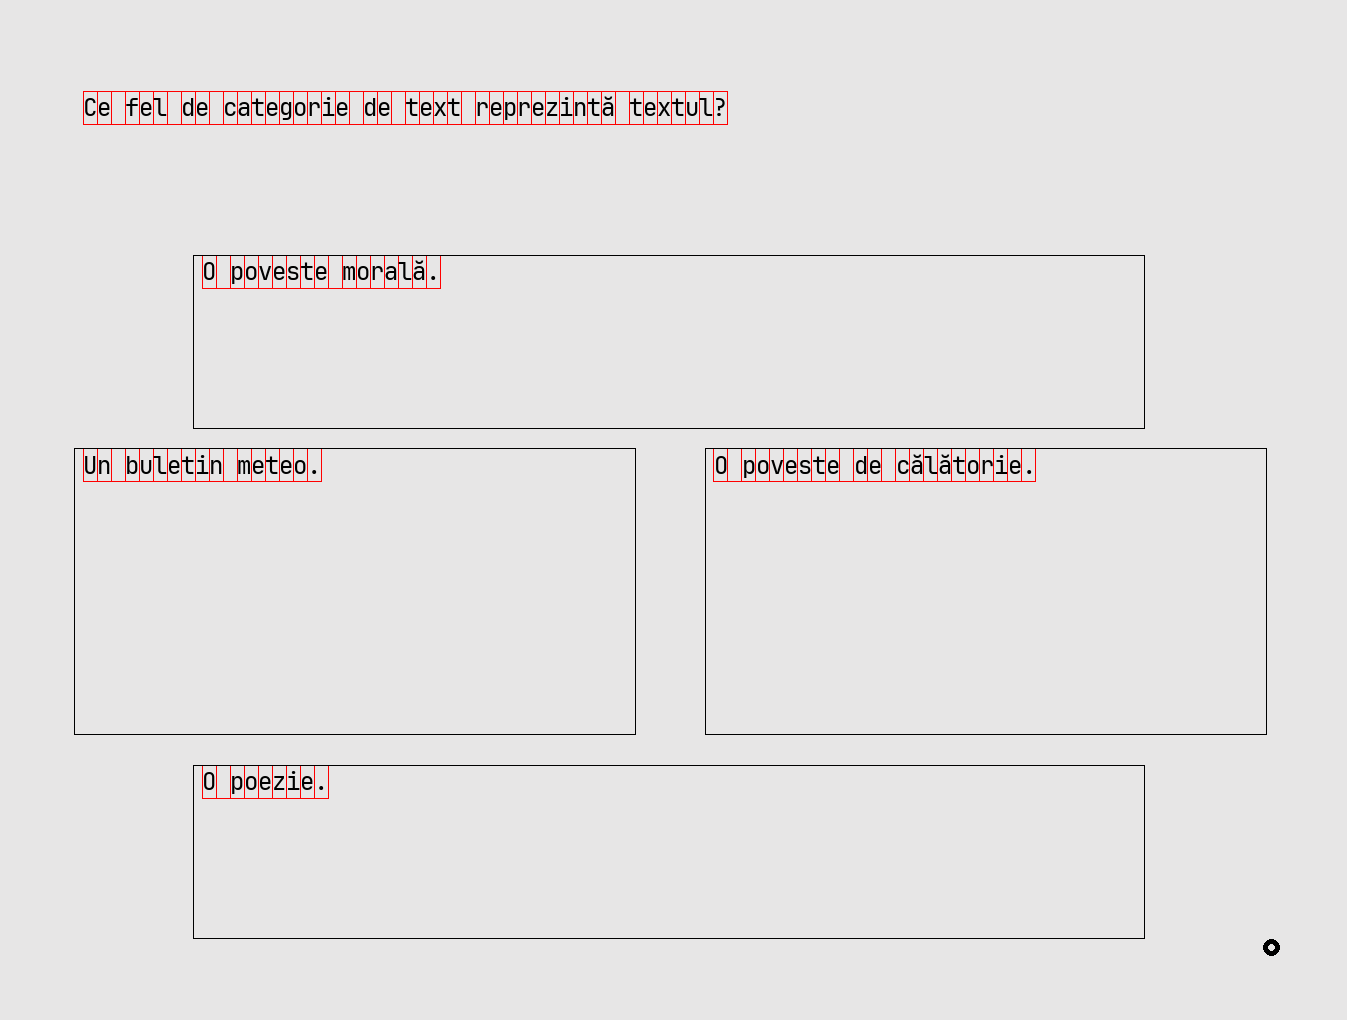 Ce fel de categorie de text reprezintă textul?
O poveste morală.
Un buletin meteo.
O poveste de călătorie.
O poezie.